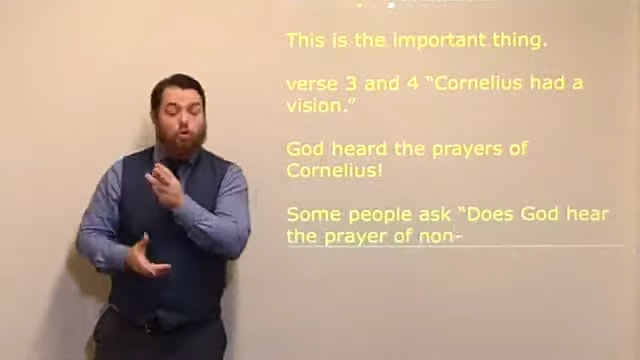 This is the important thing.
verse 3 and 4 “Cornelius had a
vision.”
God heard the prayers of
Cornelius!
Some people ask “Does God hear
the prayer of non-